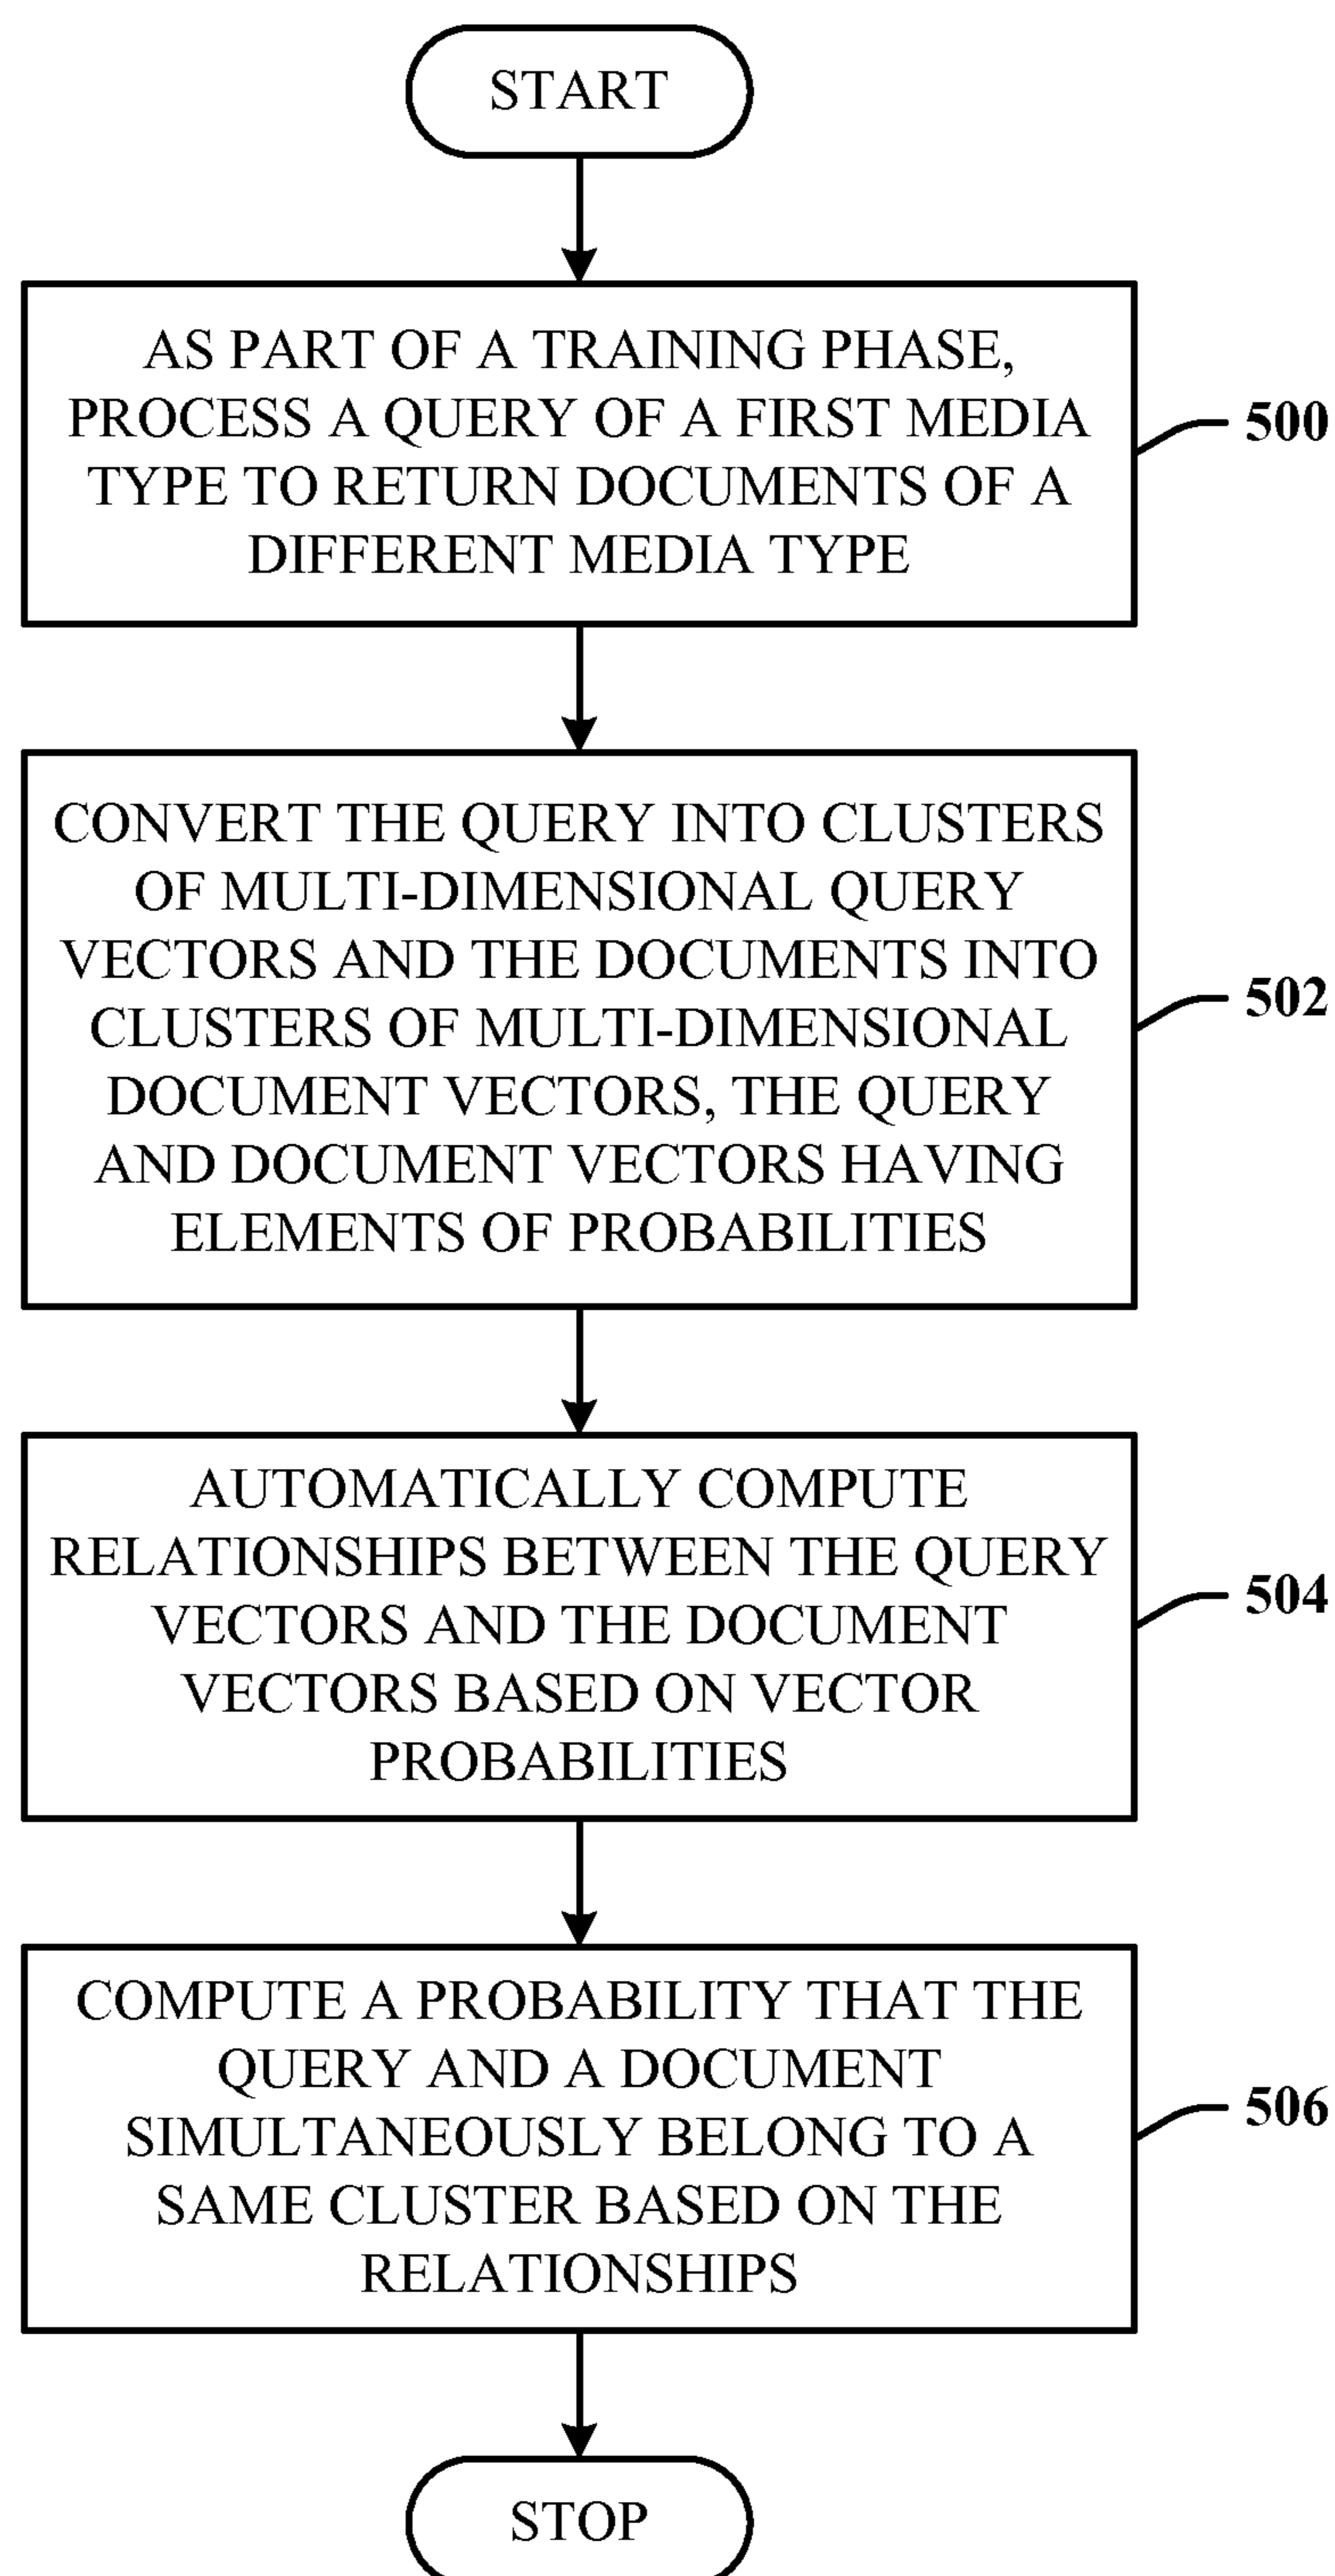 START
AS PART OF A TRAINING PHASE,
PROCESS A QUERY OF A FIRST MEDIA
TYPE TO RETURN DOCUMENTS OF A
DIFFERENT MEDIA TYPE
500
CONVERT THE QUERY INTO CLUSTERS
OF MULTI-DIMENSIONAL QUERY
VECTORS AND THE DOCUMENTS INTO
CLUSTERS OF MULTI-DIMENSIONAL
DOCUMENT VECTORS, THE QUERY
AND DOCUMENT VECTORS HAVING
ELEMENTS OF PROBABILITIES
502
AUTOMATICALLY COMPUTE
RELATIONSHIPS BETWEEN THE QUERY
VECTORS AND THE DOCUMENT
VECTORS BASED ON VECTOR
PROBABILITIES
504
COMPUTE A PROBABILITY THAT THE
QUERY AND A DOCUMENT
SIMULTANEOUSLY BELONG TO A
SAME CLUSTER BASED ON THE
RELATIONSHIPS
506
STOP